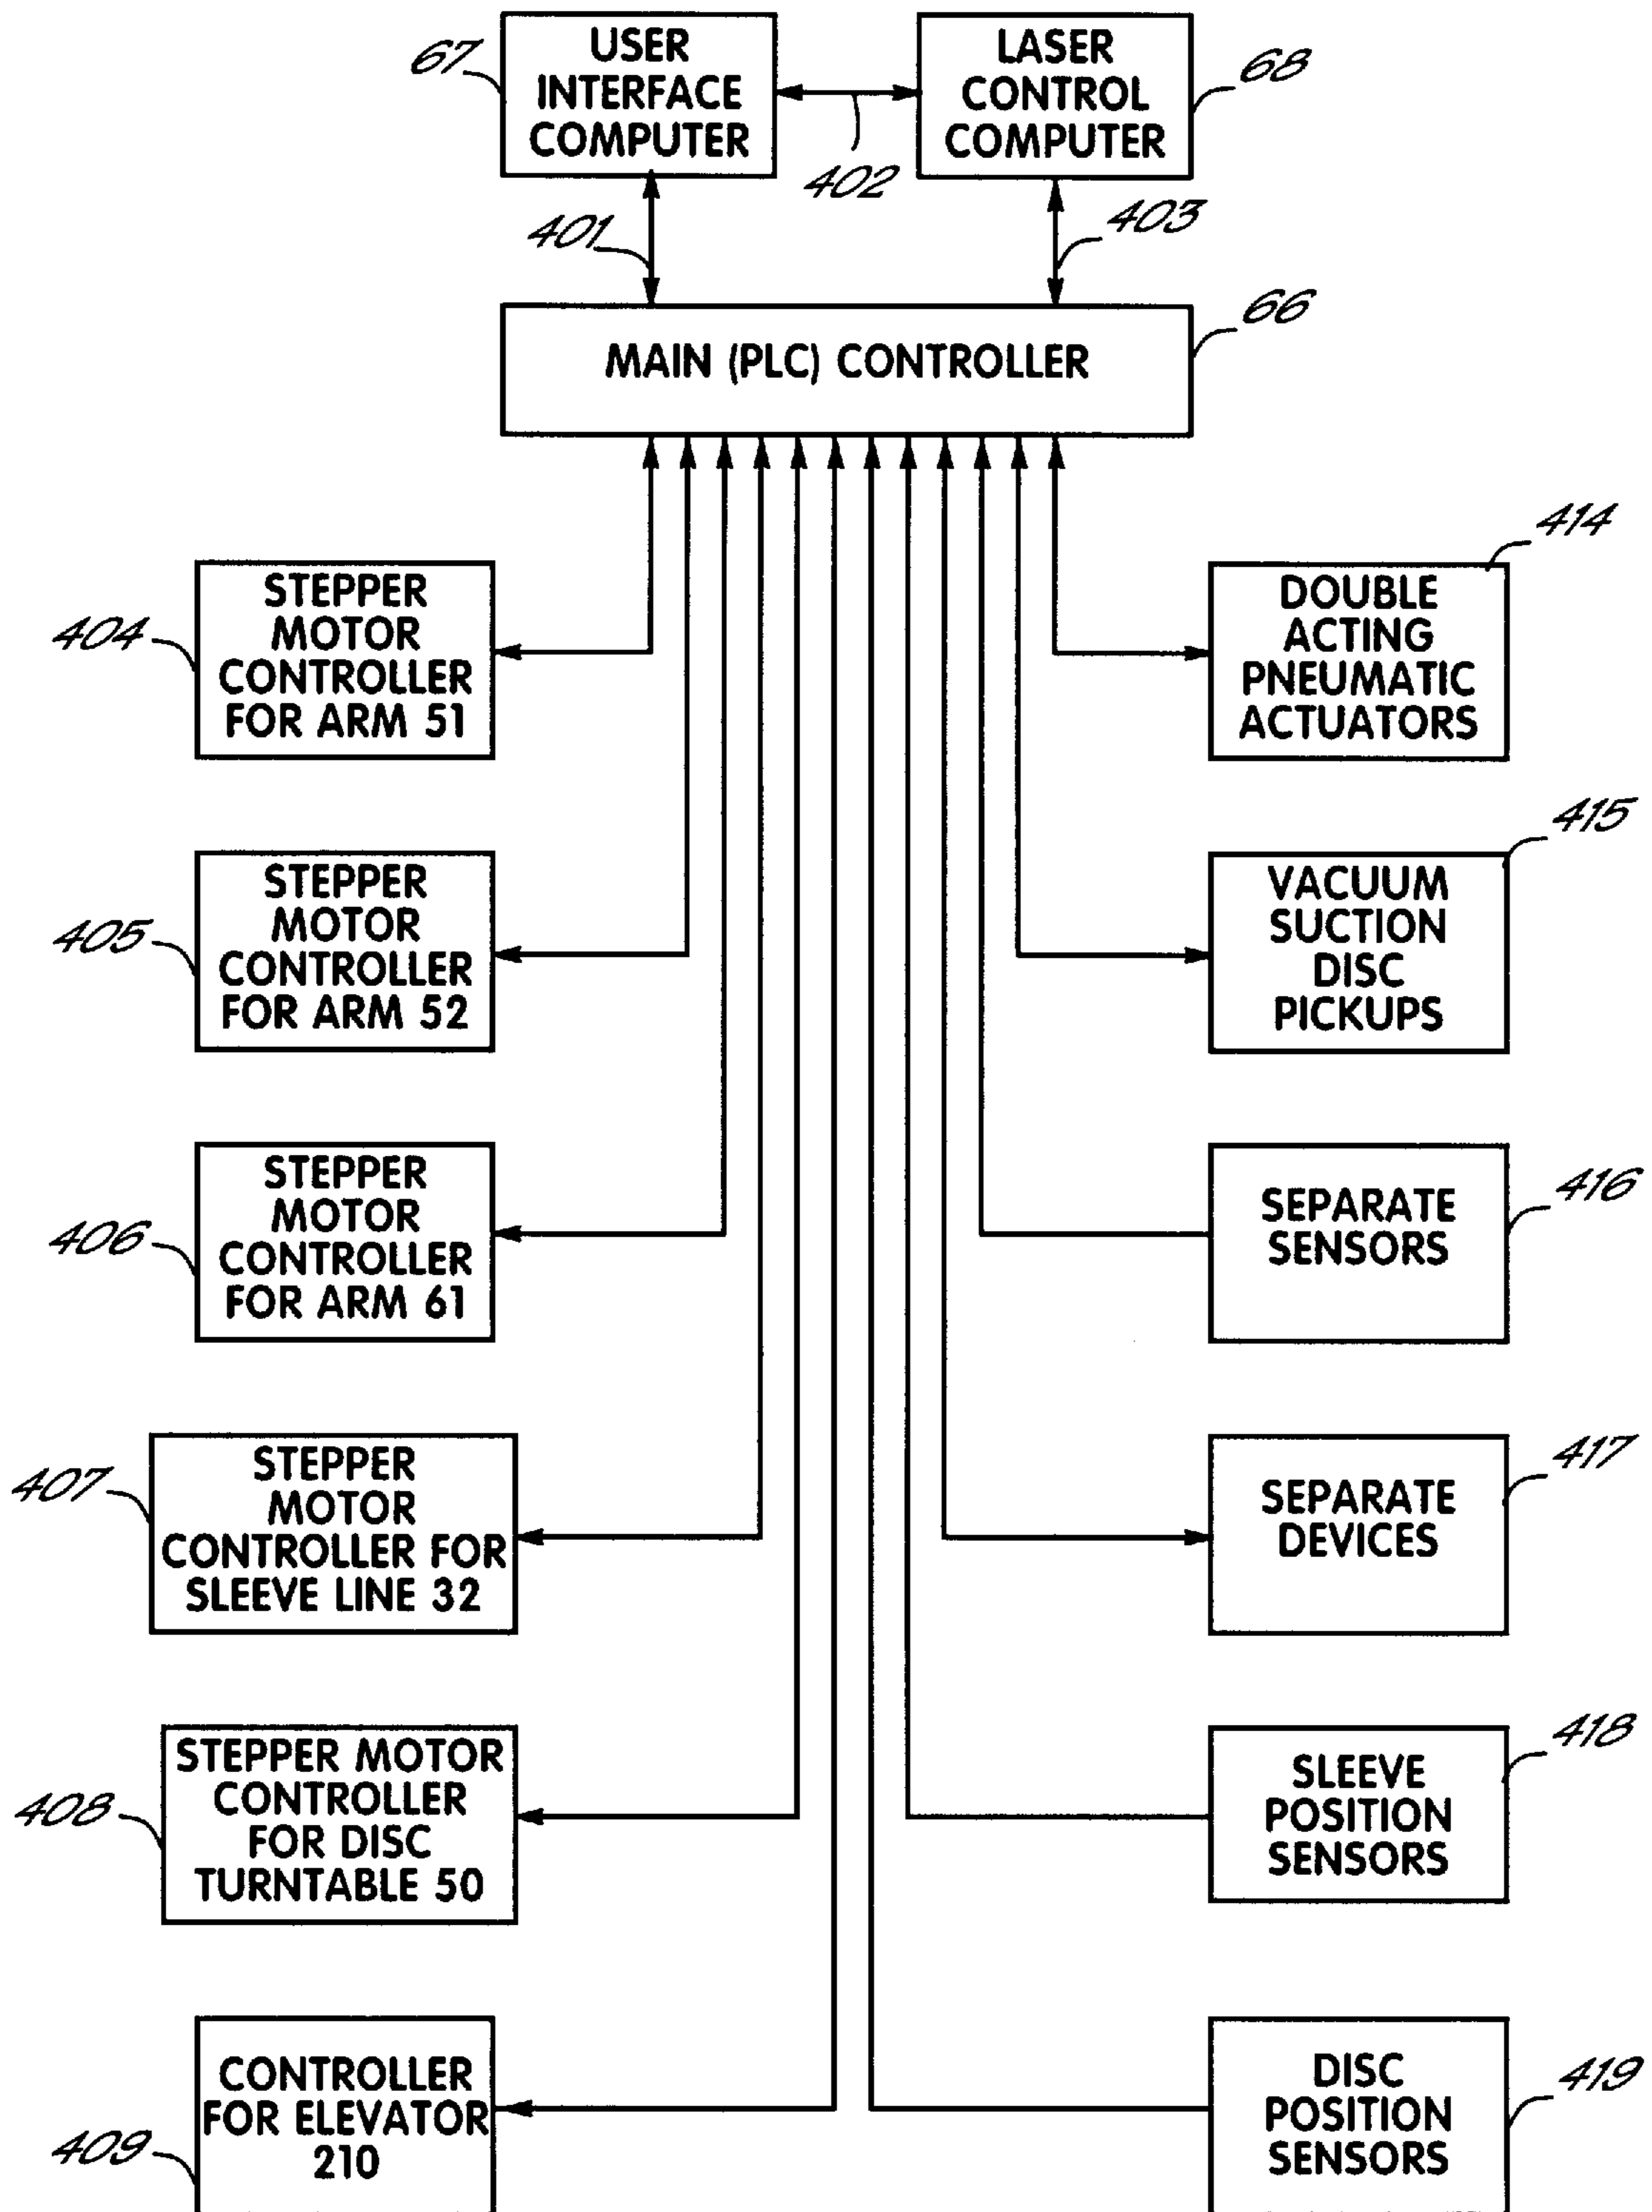 67
USER
INTERFACE
COMPUTER
LASER
CONTROL
COMPUTER
68
402
401
403
66
MAIN (PLC) CONTROLLER
404
STEPPER
MOTOR
CONTROLLER
FOR ARM 51
414
DOUBLE
ACTING
PNEUMATIC
ACTUATORS
405
STEPPER
MOTOR
CONTROLLER
FOR ARM 52
415
VACUUM
SUCTION
DISC
PICKUPS
406
STEPPER
MOTOR
CONTROLLER
FOR ARM 61
416
SEPARATE
SENSORS
407
STEPPER
MOTOR
CONTROLLER FOR
SLEEVE LINE 32
417
SEPARATE
DEVICES
408
STEPPER MOTOR
CONTROLLER
FOR DISC
TURNTABLE 50
418
SLEEVE
POSITION
SENSORS
409
CONTROLLER
FOR ELEVATOR
210
419
DISC
POSITION
SENSORS